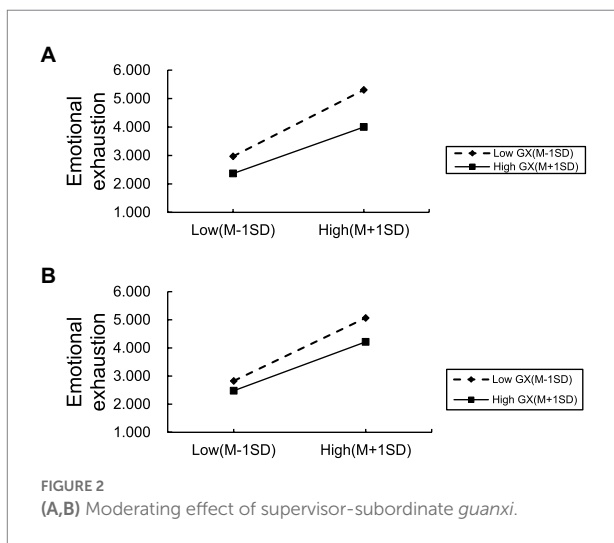 A
6.000
5.000
4.000
3.000
2.000
1.000
Emotional
exhaustion
Low(M-1SD)
High(M+1SD)
Low GX(M-1SD)
High GX(M+1SD)
B
6.000
5.000
4.000
3.000
2.000
1.000
Emotional
exhaustion
Low(M-1SD)
High(M+1SD)
Low GX(M-1SD)
High GX(M+1SD)
FIGURE 2
(A,B) Moderating effect of supervisor-subordinate guanxi.